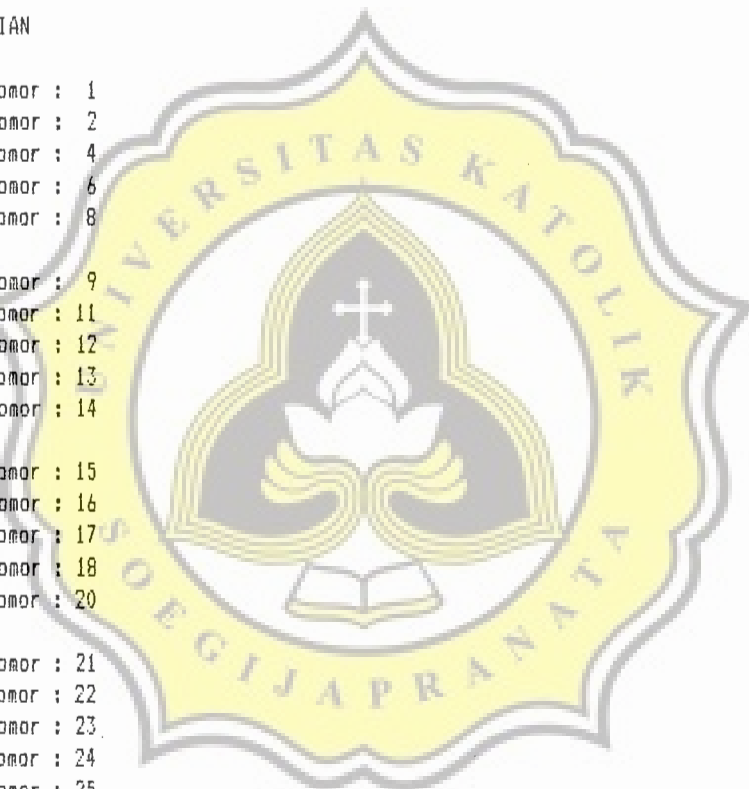 IAN
omor : 1
omor : 2
omor : 4
omor : 6
omor : 8
omor : 9
omor : 11
omor : 12
omor : 13
omor : 14
omor : 15
omor : 16
omor : 17
omor : 18
omor : 20
omor : 21
omor : 22
omor : 23
omor : 24
omor : 25
UNIVERSITAS KATOLIK
SOEGIJAPRANATA